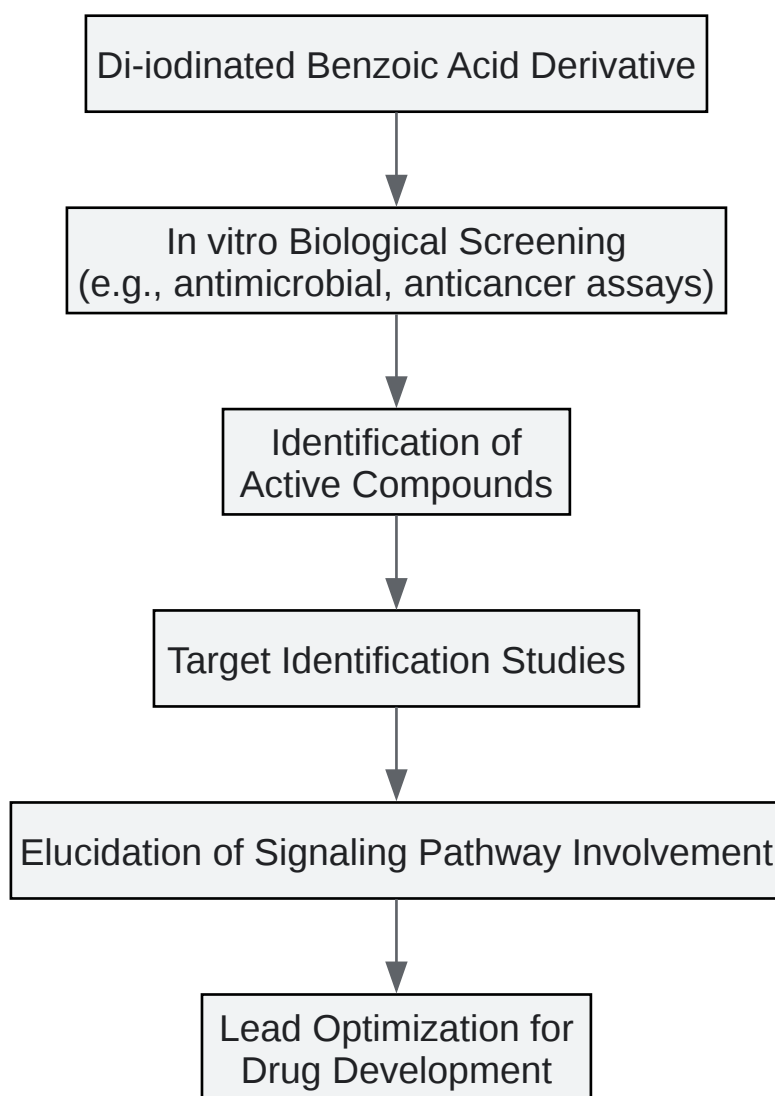 Di-iodinated Benzoic Acid Derivative
In vitro Biological Screening
(e.g., antimicrobial, anticancer assays)
Identification of
Active Compounds
Target Identification Studies
Elucidation of Signaling Pathway Involvement
Lead Optimization for
Drug Development